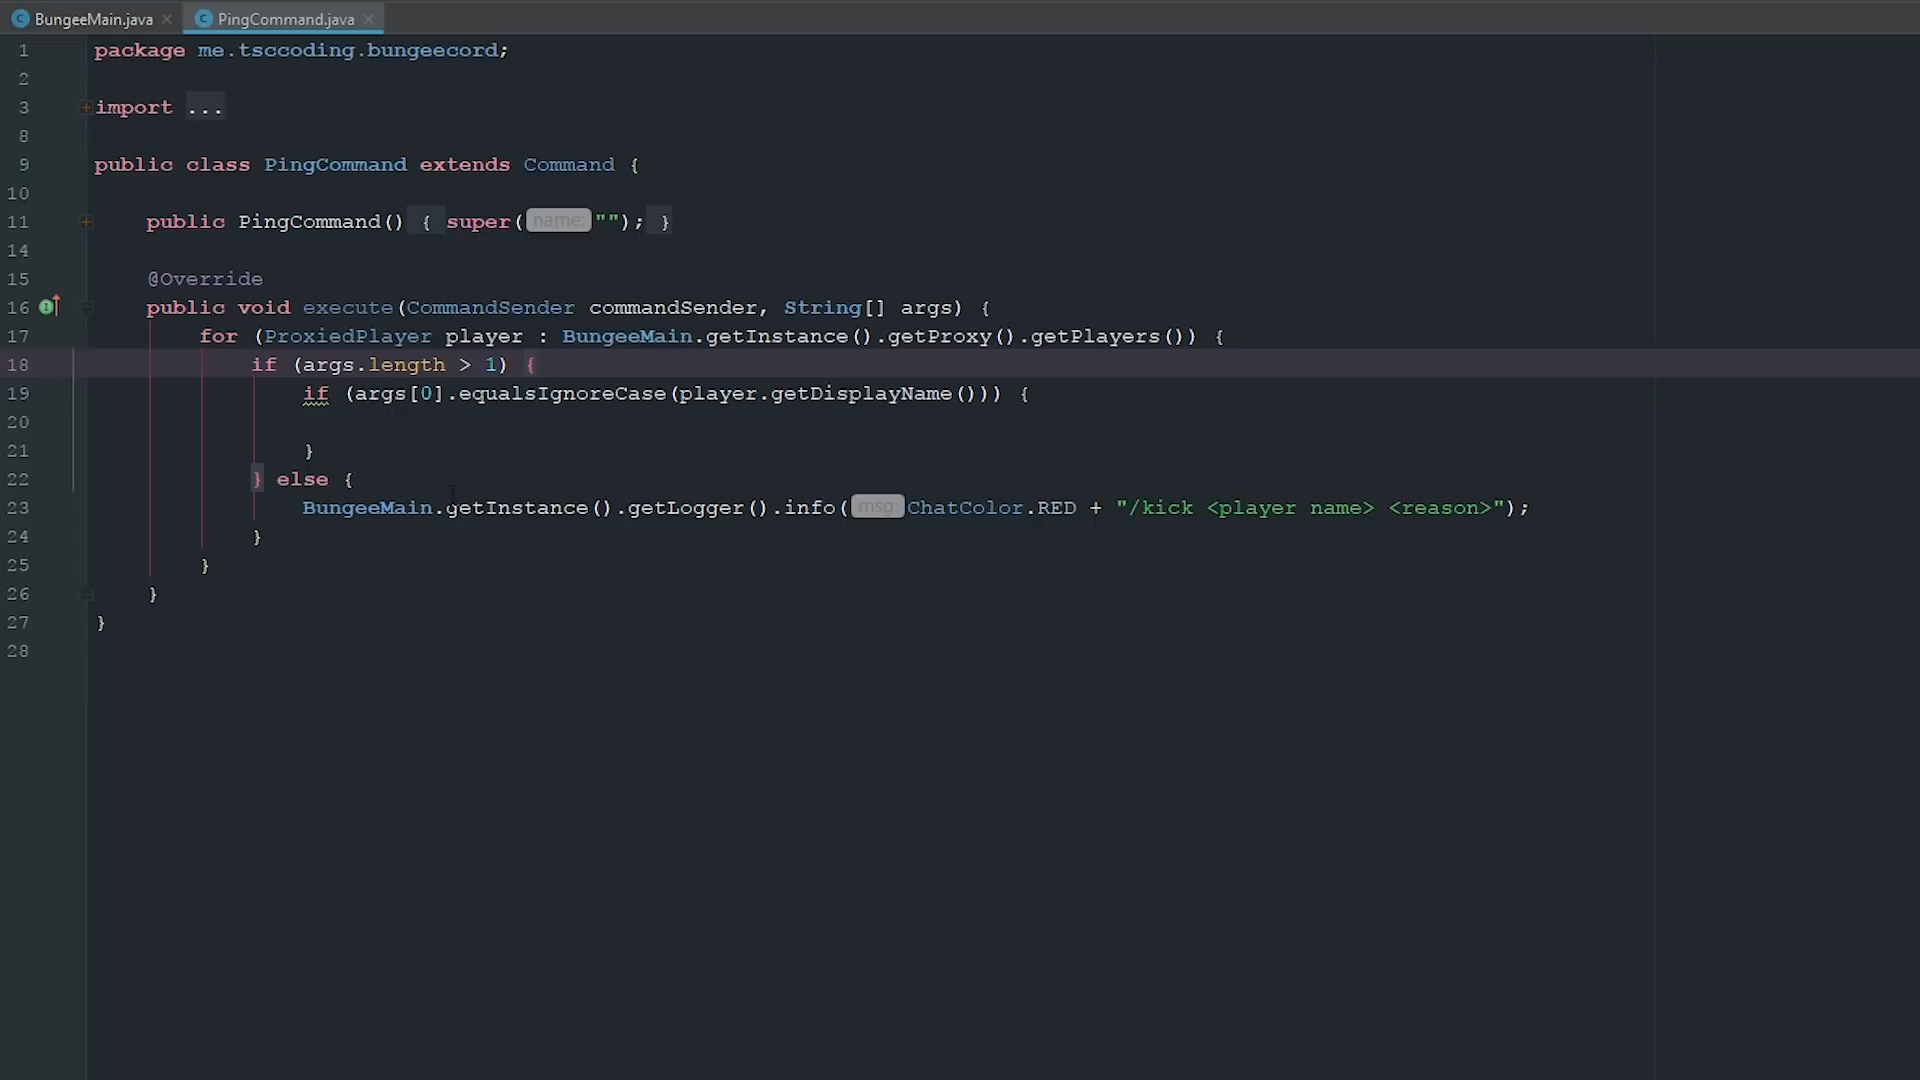 BungeeMain.java PingCommand.java
1 package me.tsccoding.bungeecord;
2
3 import ...
8
9 public class PingCommand extends Command {
10
11 public PingCommand() { super( name: ""); }
14
15 @Override
16 public void execute(CommandSender commandSender, String[] args) {
17 for (ProxiedPlayer player : BungeeMain.getInstance().getProxy().getPlayers()) {
18 if (args.length > 1) {
19 if (args[0].equalsIgnoreCase(player.getDisplayName())) {
20
21 }
22 } else {
23 BungeeMain.getInstance().getLogger().info( msg: ChatColor.RED + "/kick <player name> <reason>");
24 }
25 }
26 }
27 }
28